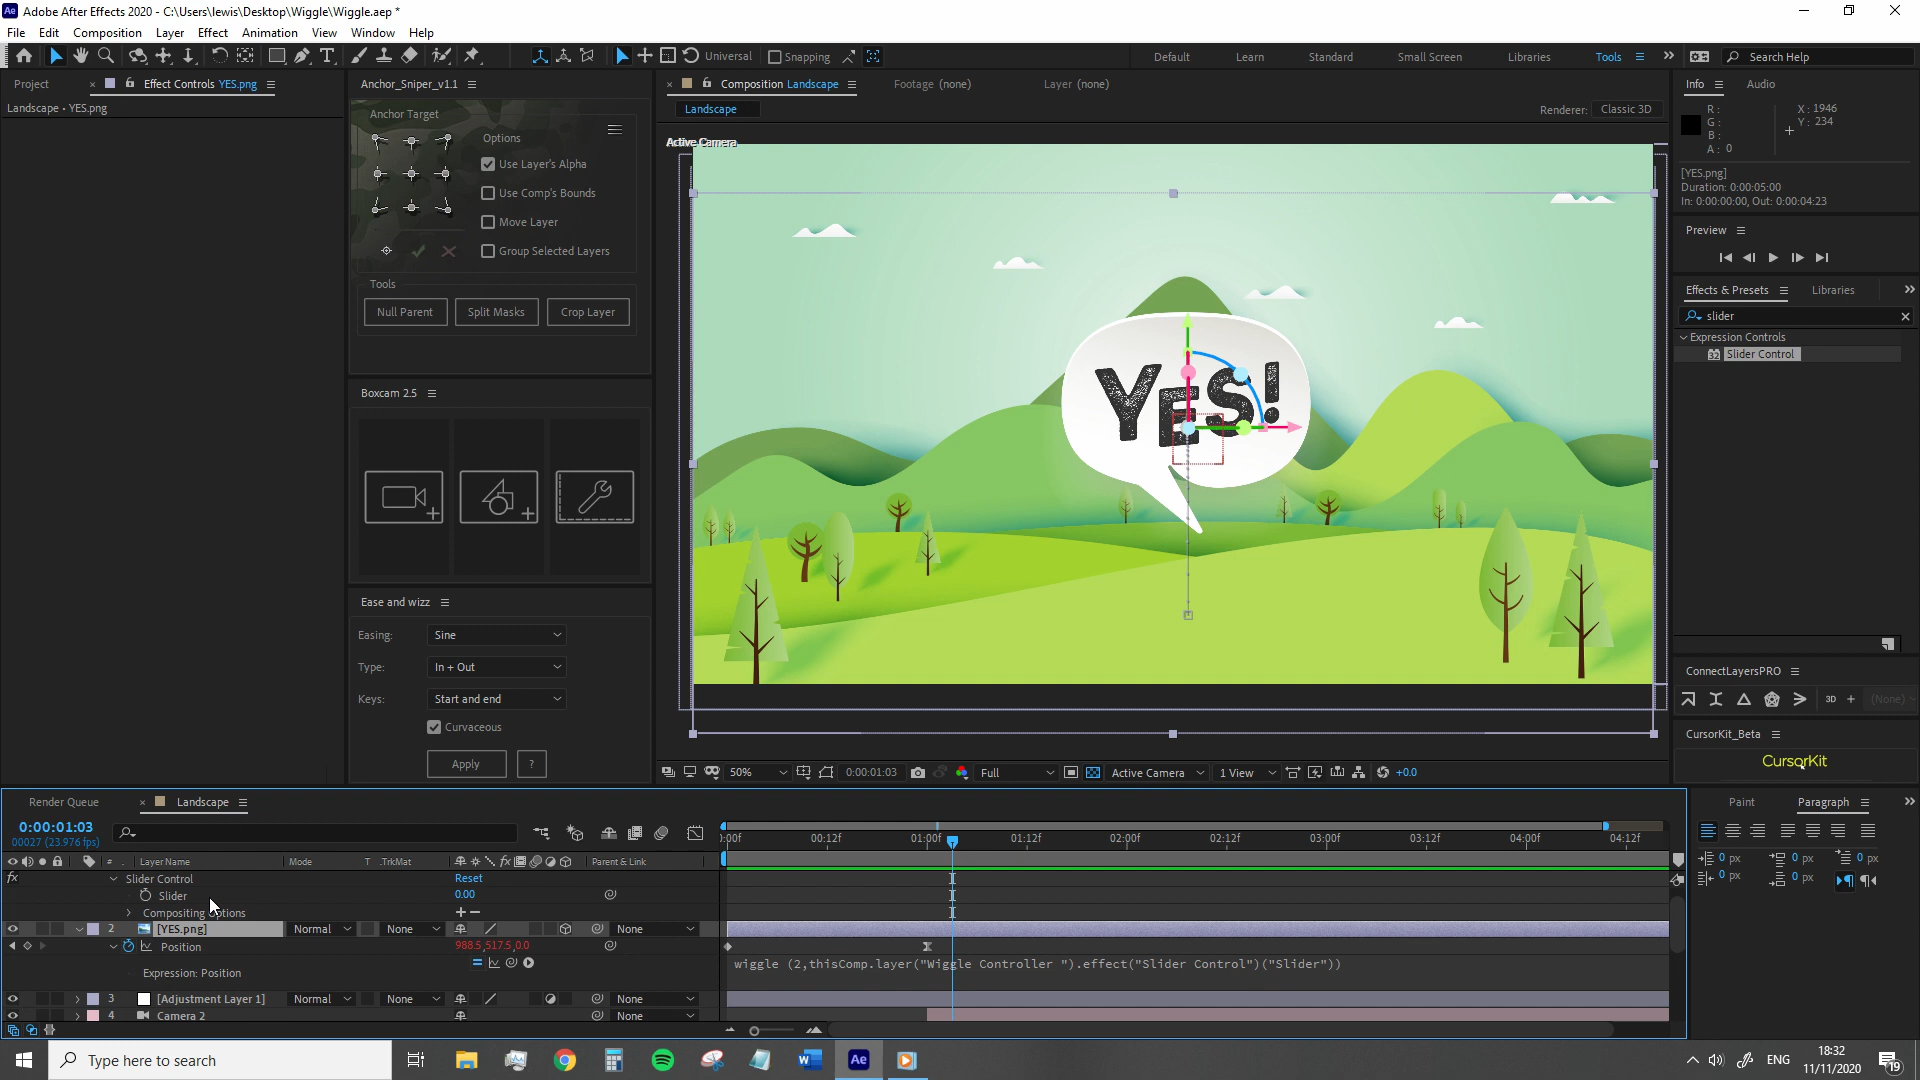 Adobe After Effects 2020 - C:\Users\lewis\Desktop\Wiggle\Wiggle.aep *
File Edit Composition Layer Effect Animation View Window Help
Universal Snapping Default Learn Standard Small Screen Libraries Tools Search Help
Project Effect Controls YES.png Anchor_Sniper_v1.1 Composition Landscape Footage (none) Layer (none) Info Audio
Landscape • YES.png
Landscape
Renderer: Classic 3D
Active Camera
R:
G:
B:
A: 0
X: 1946
Y: 234
[YES.png]
Duration: 0:00:05:00
In: 0:00:00:00, Out: 0:00:04:23
Anchor Target
Options
Use Layer's Alpha
Use Comp's Bounds
Move Layer
Group Selected Layers
Tools
Null Parent Split Masks Crop Layer
Preview
Effects & Presets Libraries
slider
Expression Controls
32 Slider Control
YES!
Boxcam 2.5
Ease and wizz
Easing: Sine
Type: In + Out
Keys: Start and end
Curvaceous
Apply ?
ConnectLayersPRO
3D + (None)
CursorKit_Beta
CursorKit
50% 0:00:01:03 Full Active Camera 1 View +0.0
Render Queue Landscape
0:00:01:03
00027 (23.976 fps)
:00f 00:12f 01:00f 01:12f 02:00f 02:12f 03:00f 03:12f 04:00f 04:12f
# Layer Name Mode T .TrkMat Parent & Link
Slider Control Reset
Slider 0.00
Compositing Options + −
2 [YES.png] Normal None None
Position 988.5,517.5,0.0
Expression: Position
wiggle (2,thisComp.layer("Wiggle Controller ").effect("Slider Control")("Slider"))
3 [Adjustment Layer 1] Normal None None
4 Camera 2 None
Paint Paragraph
0 px 0 px 0 px
0 px 0 px
Type here to search
ENG
18:32
11/11/2020
19